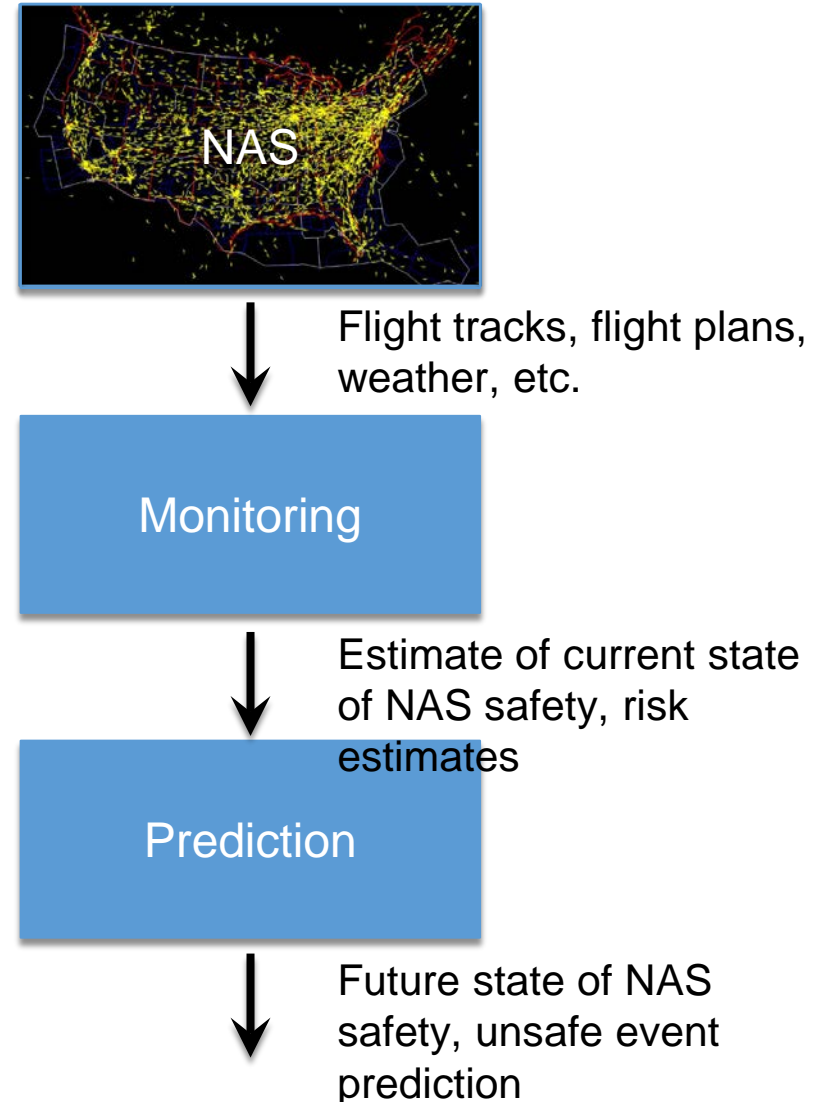 NAS
Flight tracks, flight plans,
weather, etc.
Monitoring
Estimate of current state
of NAS safety, risk
estimates
Prediction
Future state of NAS
safety, unsafe event
prediction